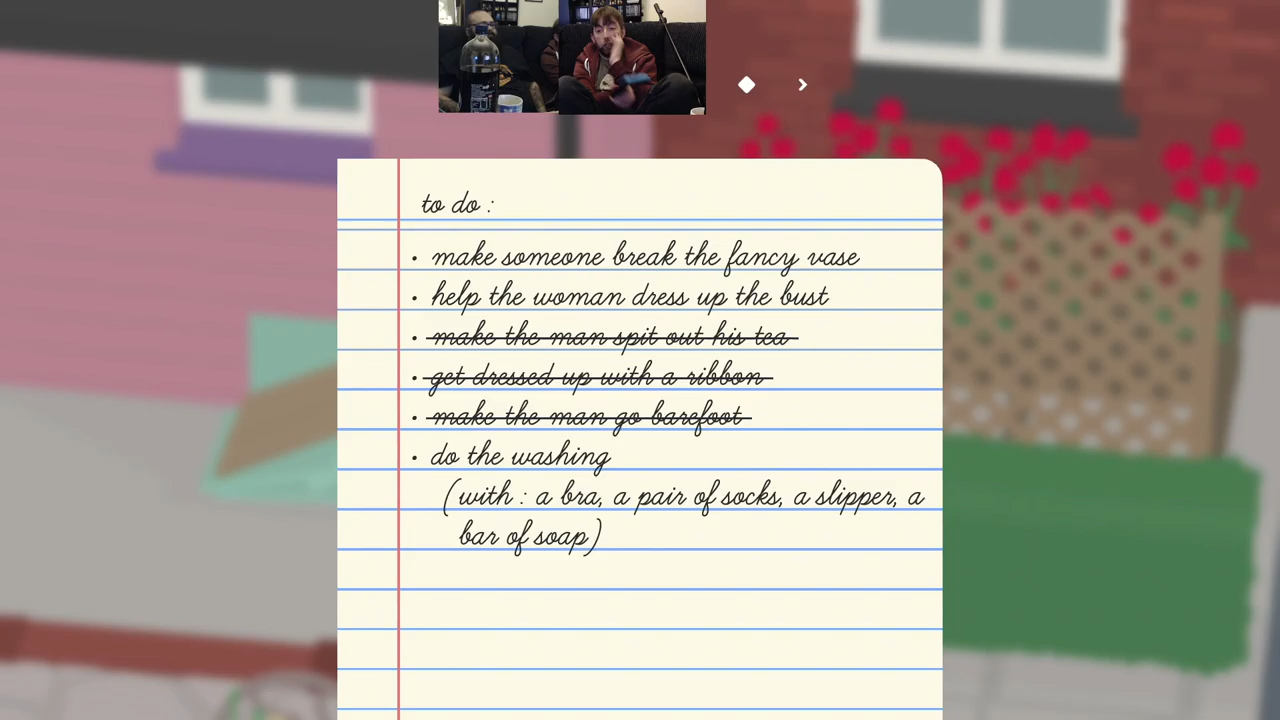 to do :
• make someone break the fancy vase
• help the woman dress up the bust
• make the man spit out his tea
• get dressed up with a ribbon
• make the man go barefoot
• do the washing
(with : a bra, a pair of socks, a slipper, a
bar of soap)